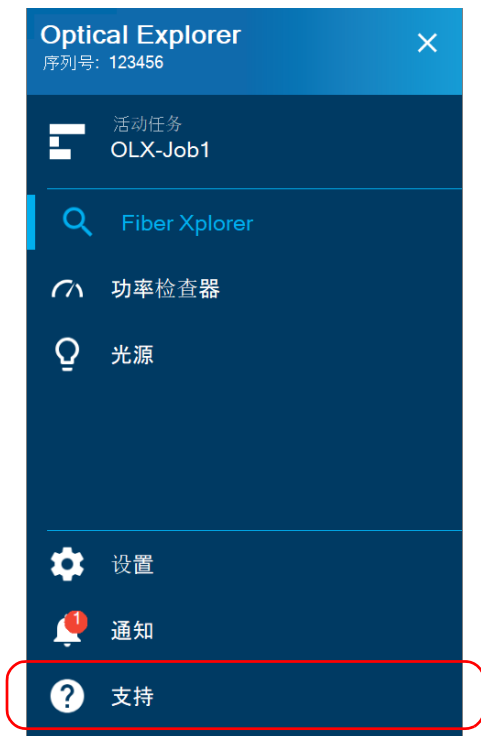 Optical Explorer
序列号: 123456
活动任务
OLX-Job1
Fiber Xplorer
功率检查器
光源
设置
1
通知
支持